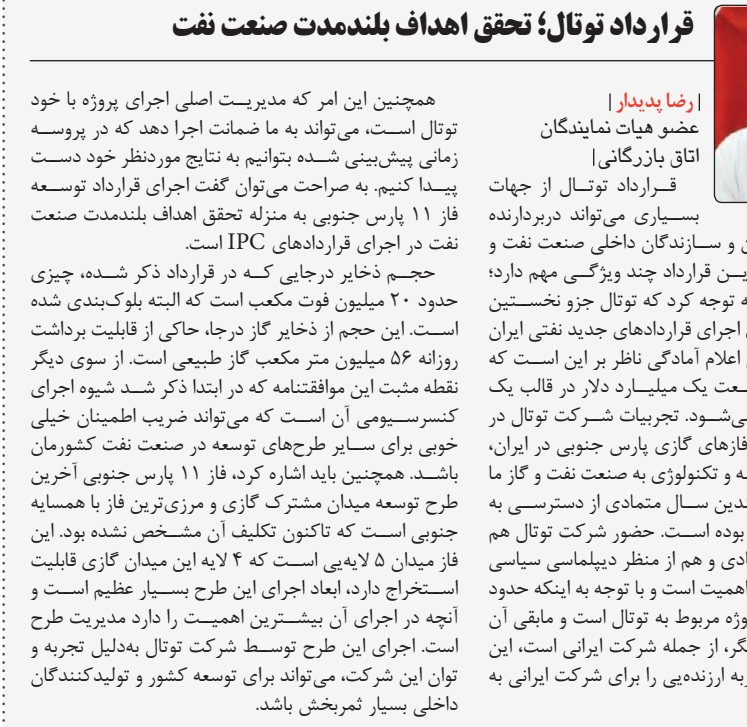 قرارداد توتال؛ تحقق اهداف بلندمدت صنعت نفت
| رضا پدیدار |
عضو هیات نمایندگان
اتاق بازرگانی|
قرارداد توتال از جهات
بسیاری می‌تواند دربردارنده
و سازندگان داخلی صنعت نفت و
قرارداد چند ویژگی مهم دارد؛
توجه کرد که توتال جزو نخستین
اجرای قراردادهای جدید نفتی ایران
اعلام آمادگی ناظر بر این است که
یک میلیارد دلار در قالب یک
تجربیات شرکت توتال در
فازهای گازی پارس جنوبی در ایران،
و تکنولوژی به صنعت نفت و گاز ما
سال متمادی از دسترسی به
بوده است. حضور شرکت توتال هم
و هم از منظر دیپلماسی سیاسی
اهمیت است و با توجه به اینکه حدود
مربوط به توتال است و مابقی آن
از جمله شرکت ایرانی است، این
ارزنده‌یی را برای شرکت ایرانی به
همچنین این امر که مدیریت اصلی اجرای پروژه با خود
توتال است، می‌تواند به ما ضمانت اجرا دهد که در پروسه
زمانی پیش‌بینی شده بتوانیم به نتایج موردنظر خود دست
پیدا کنیم. به صراحت می‌توان گفت اجرای قرارداد توسعه
فاز ۱۱ پارس جنوبی به منزله تحقق اهداف بلندمدت صنعت
نفت در اجرای قراردادهای IPC است.
حجم ذخایر درجایی که در قرارداد ذکر شده، چیزی
حدود ۲۰ میلیون فوت مکعب است که البته بلوک‌بندی شده
است. این حجم از ذخایر گاز درجا، حاکی از قابلیت برداشت
روزانه ۵۶ میلیون متر مکعب گاز طبیعی است. از سوی دیگر
نقطه مثبت این موافقتنامه که در ابتدا ذکر شد شیوه اجرای
کنسرسیومی آن است که می‌تواند ضریب اطمینان خیلی
خوبی برای سایر طرح‌های توسعه در صنعت نفت کشورمان
باشد. همچنین باید اشاره کرد، فاز ۱۱ پارس جنوبی آخرین
طرح توسعه میدان مشترک گازی و مرزی‌ترین فاز با همسایه
جنوبی است که تاکنون تکلیف آن مشخص نشده بود. این
فاز میدان ۵ لایه‌یی است که ۴ لایه این میدان گازی قابلیت
استخراج دارد، ابعاد اجرای این طرح بسیار عظیم است و
آنچه در اجرای آن بیشترین اهمیت را دارد مدیریت طرح
است. اجرای این طرح توسط شرکت توتال به‌دلیل تجربه و
توان این شرکت، می‌تواند برای توسعه کشور و تولیدکنندگان
داخلی بسیار ثمربخش باشد.